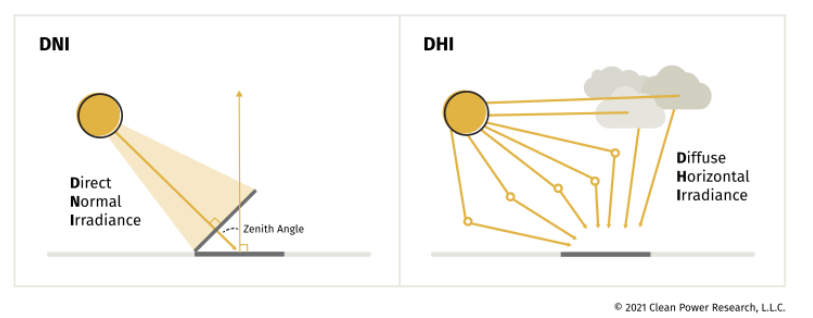 DNI
Direct
Normal
Irradiance
Zenith Angle
DHI
Diffuse
Horizontal
Irradiance
© 2021 Clean Power Research, L.L.C.